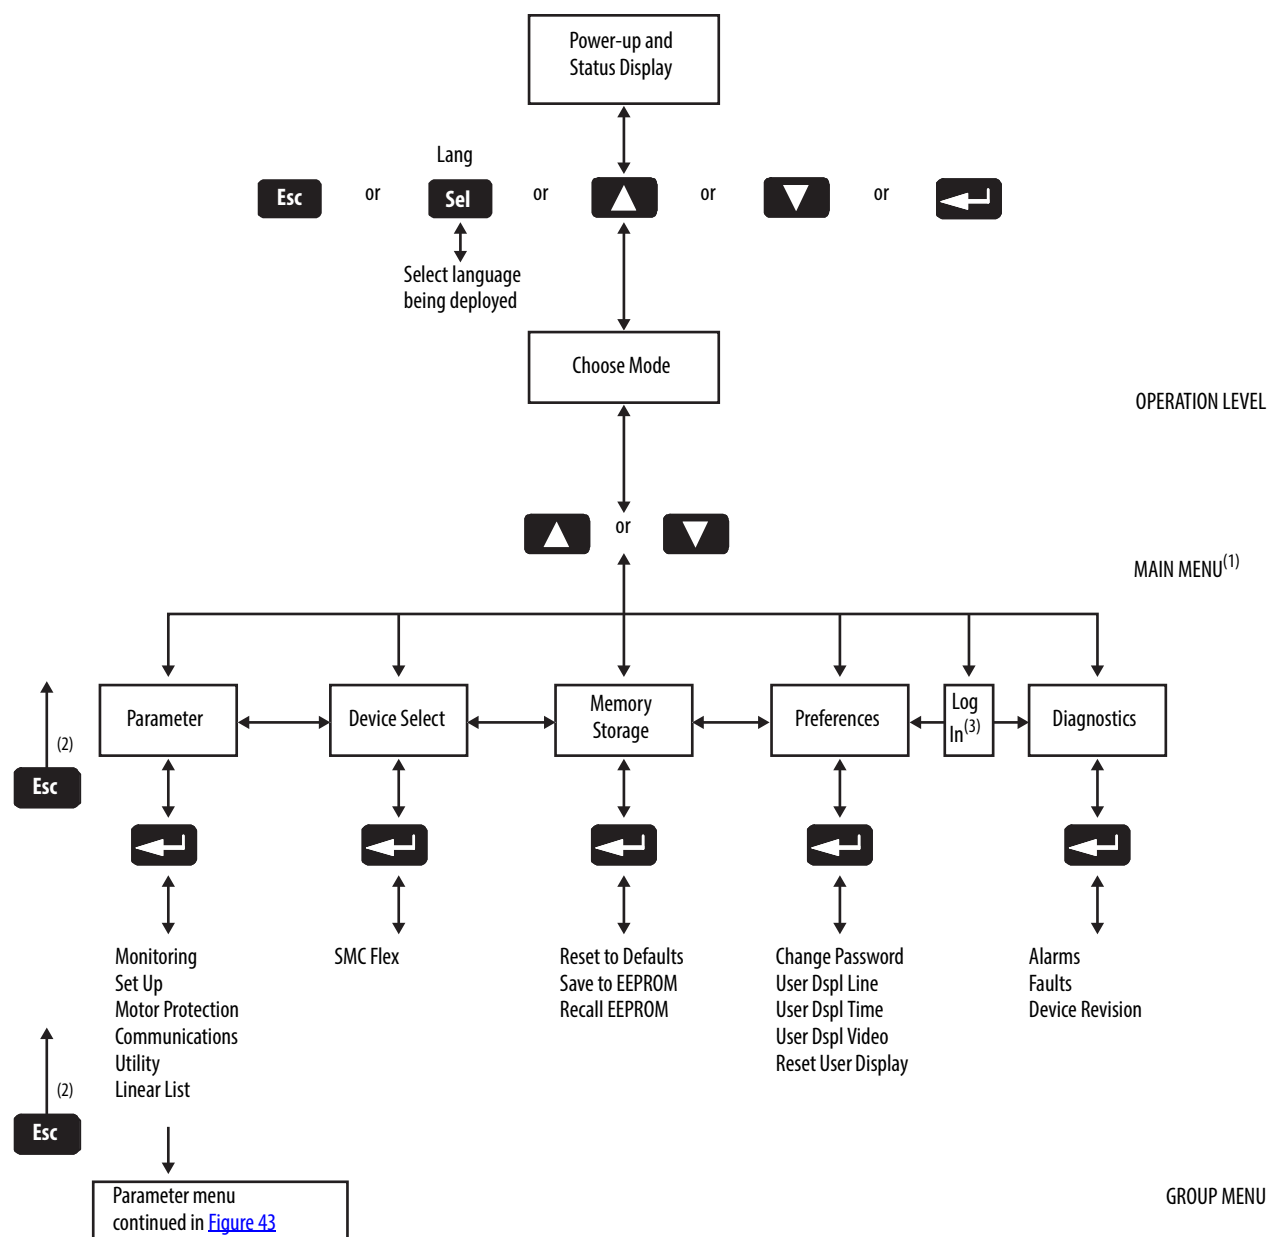 Power-up and
Status Display
Lang
Esc or Sel or or or
Select language
being deployed
Choose Mode
OPERATION LEVEL
or
MAIN MENU(1)
Parameter
Device Select
Memory
Storage
Preferences
Log
In(3)
Diagnostics
(2)
Esc
Monitoring
Set Up
Motor Protection
Communications
Utility
Linear List
SMC Flex
Reset to Defaults
Save to EEPROM
Recall EEPROM
Change Password
User Dspl Line
User Dspl Time
User Dspl Video
Reset User Display
Alarms
Faults
Device Revision
(2)
Esc
Parameter menu
continued in Figure 43
GROUP MENU